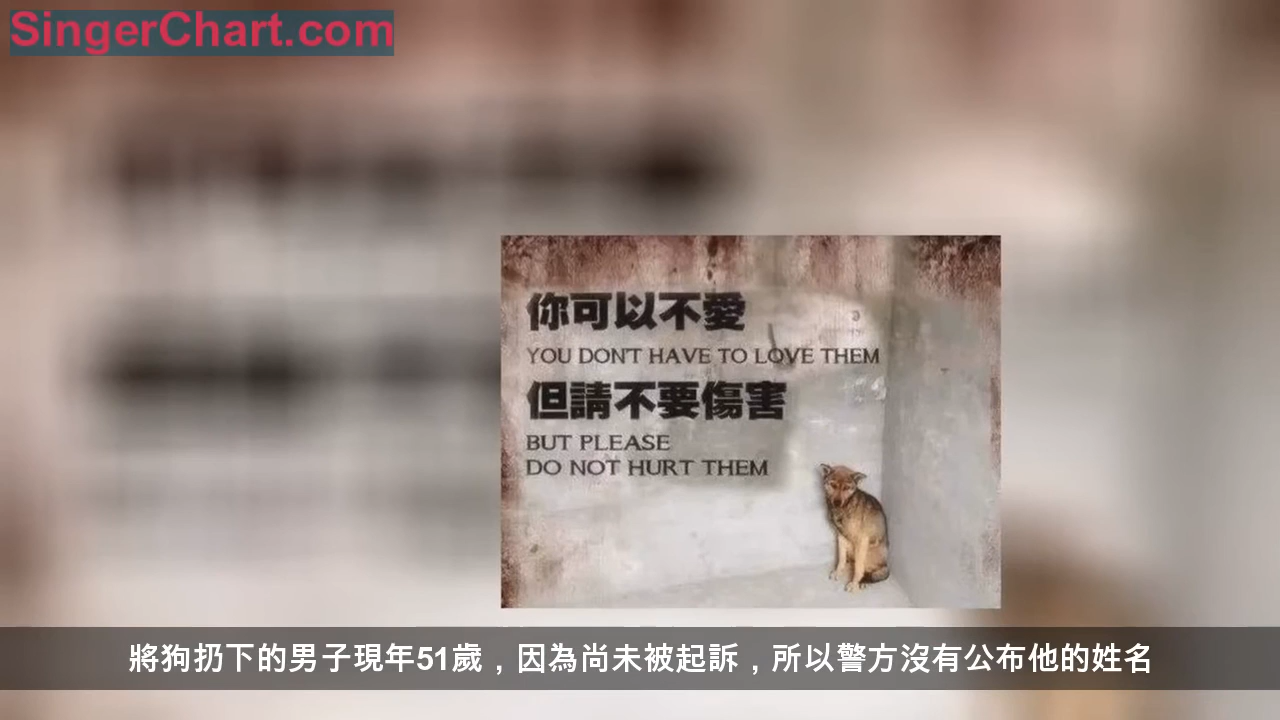 SingerChart.com
你可以不愛
YOU DON'T HAVE TO LOVE THEM
但請不要傷害
BUT PLEASE
DO NOT HURT THEM
將狗扔下的男子現年51歲，因為尚未被起訴，所以警方沒有公布他的姓名